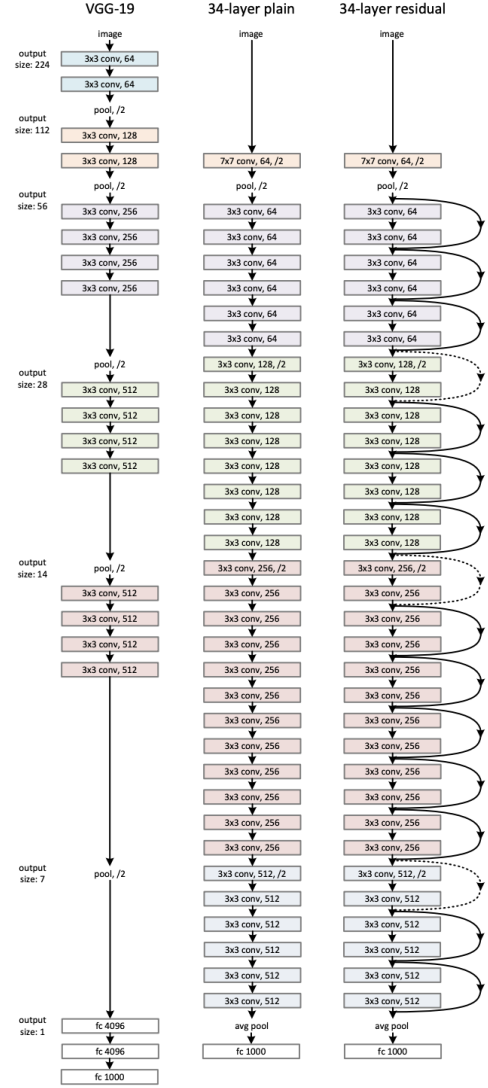 VGG-19
34-layer plain
34-layer residual
output
size: 224
output
size: 112
output
size: 56
output
size: 28
output
size: 14
output
size: 7
output
size: 1
image
3x3 conv, 64
3x3 conv, 64
pool, /2
3x3 conv, 128
3x3 conv, 128
pool, /2
3x3 conv, 256
3x3 conv, 256
3x3 conv, 256
3x3 conv, 256
pool, /2
3x3 conv, 512
3x3 conv, 512
3x3 conv, 512
3x3 conv, 512
pool, /2
3x3 conv, 512
3x3 conv, 512
3x3 conv, 512
3x3 conv, 512
pool, /2
fc 4096
fc 4096
fc 1000
image
7x7 conv, 64, /2
pool, /2
3x3 conv, 64
3x3 conv, 64
3x3 conv, 64
3x3 conv, 64
3x3 conv, 64
3x3 conv, 64
3x3 conv, 128, /2
3x3 conv, 128
3x3 conv, 128
3x3 conv, 128
3x3 conv, 128
3x3 conv, 128
3x3 conv, 128
3x3 conv, 128
3x3 conv, 256, /2
3x3 conv, 256
3x3 conv, 256
3x3 conv, 256
3x3 conv, 256
3x3 conv, 256
3x3 conv, 256
3x3 conv, 256
3x3 conv, 256
3x3 conv, 256
3x3 conv, 256
3x3 conv, 256
3x3 conv, 512, /2
3x3 conv, 512
3x3 conv, 512
3x3 conv, 512
3x3 conv, 512
3x3 conv, 512
avg pool
fc 1000
image
7x7 conv, 64, /2
pool, /2
3x3 conv, 64
3x3 conv, 64
3x3 conv, 64
3x3 conv, 64
3x3 conv, 64
3x3 conv, 64
3x3 conv, 128, /2
3x3 conv, 128
3x3 conv, 128
3x3 conv, 128
3x3 conv, 128
3x3 conv, 128
3x3 conv, 128
3x3 conv, 128
3x3 conv, 256, /2
3x3 conv, 256
3x3 conv, 256
3x3 conv, 256
3x3 conv, 256
3x3 conv, 256
3x3 conv, 256
3x3 conv, 256
3x3 conv, 256
3x3 conv, 256
3x3 conv, 256
3x3 conv, 256
3x3 conv, 512, /2
3x3 conv, 512
3x3 conv, 512
3x3 conv, 512
3x3 conv, 512
3x3 conv, 512
avg pool
fc 1000